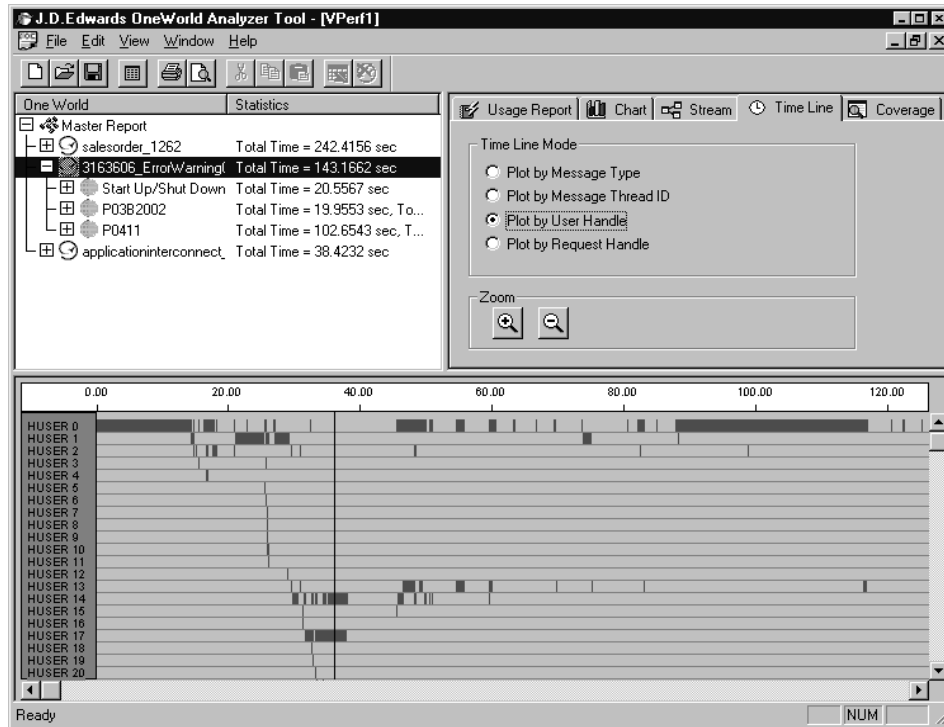 J.D.Edwards OneWorld Analyzer Tool - [VPerf1]
File Edit View Window Help
One World Statistics
Master Report
salesorder_1262 Total Time = 242.4156 sec
3163606_ErrorWarning( Total Time = 143.1662 sec
Start Up/Shut Down Total Time = 20.5567 sec
P03B2002 Total Time = 19.9553 sec, To...
P0411 Total Time = 102.6543 sec, T...
applicationinterconnect_ Total Time = 38.4232 sec
Usage Report Chart Stream Time Line Coverage
Time Line Mode
Plot by Message Type
Plot by Message Thread ID
Plot by User Handle
Plot by Request Handle
Zoom
0.00 20.00 40.00 60.00 80.00 100.00 120.00
HUSER 0
HUSER 1
HUSER 2
HUSER 3
HUSER 4
HUSER 5
HUSER 6
HUSER 7
HUSER 8
HUSER 9
HUSER 10
HUSER 11
HUSER 12
HUSER 13
HUSER 14
HUSER 15
HUSER 16
HUSER 17
HUSER 18
HUSER 19
HUSER 20
Ready NUM